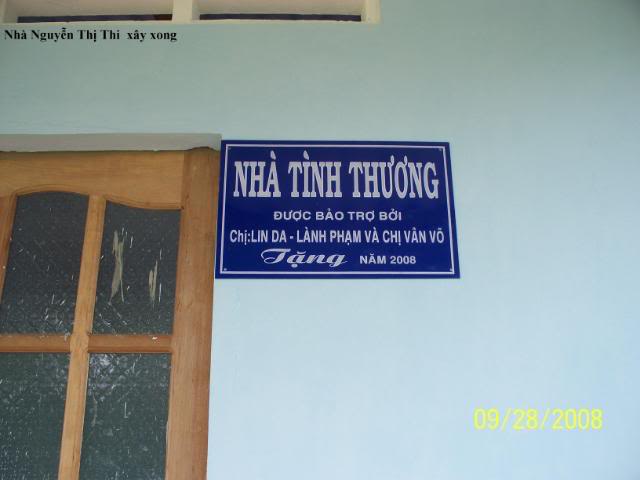 Nhà Nguyễn Thị Thi xây xong
NHÀ TÌNH THƯƠNG
ĐƯỢC BẢO TRỢ BỞI
Chị:LIN DA - LÀNH PHẠM VÀ CHỊ VÂN VÕ
Tặng NĂM 2008
09/28/2008